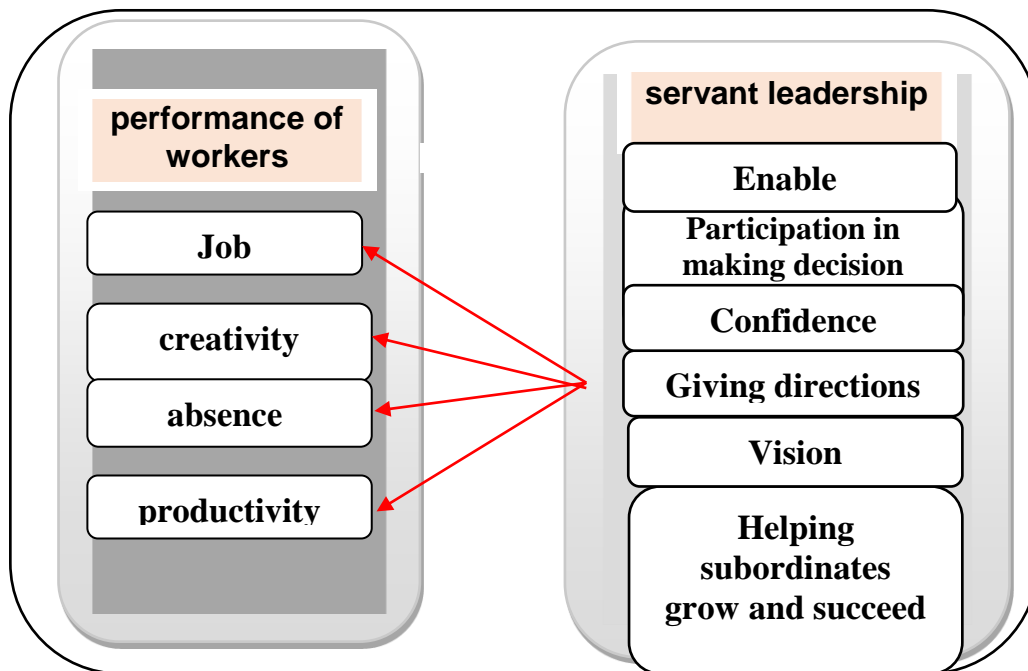 performance of
workers
Job
creativity
absence
productivity
servant leadership
Enable
Participation in
making decision
Confidence
Giving directions
Vision
Helping
subordinates
grow and succeed